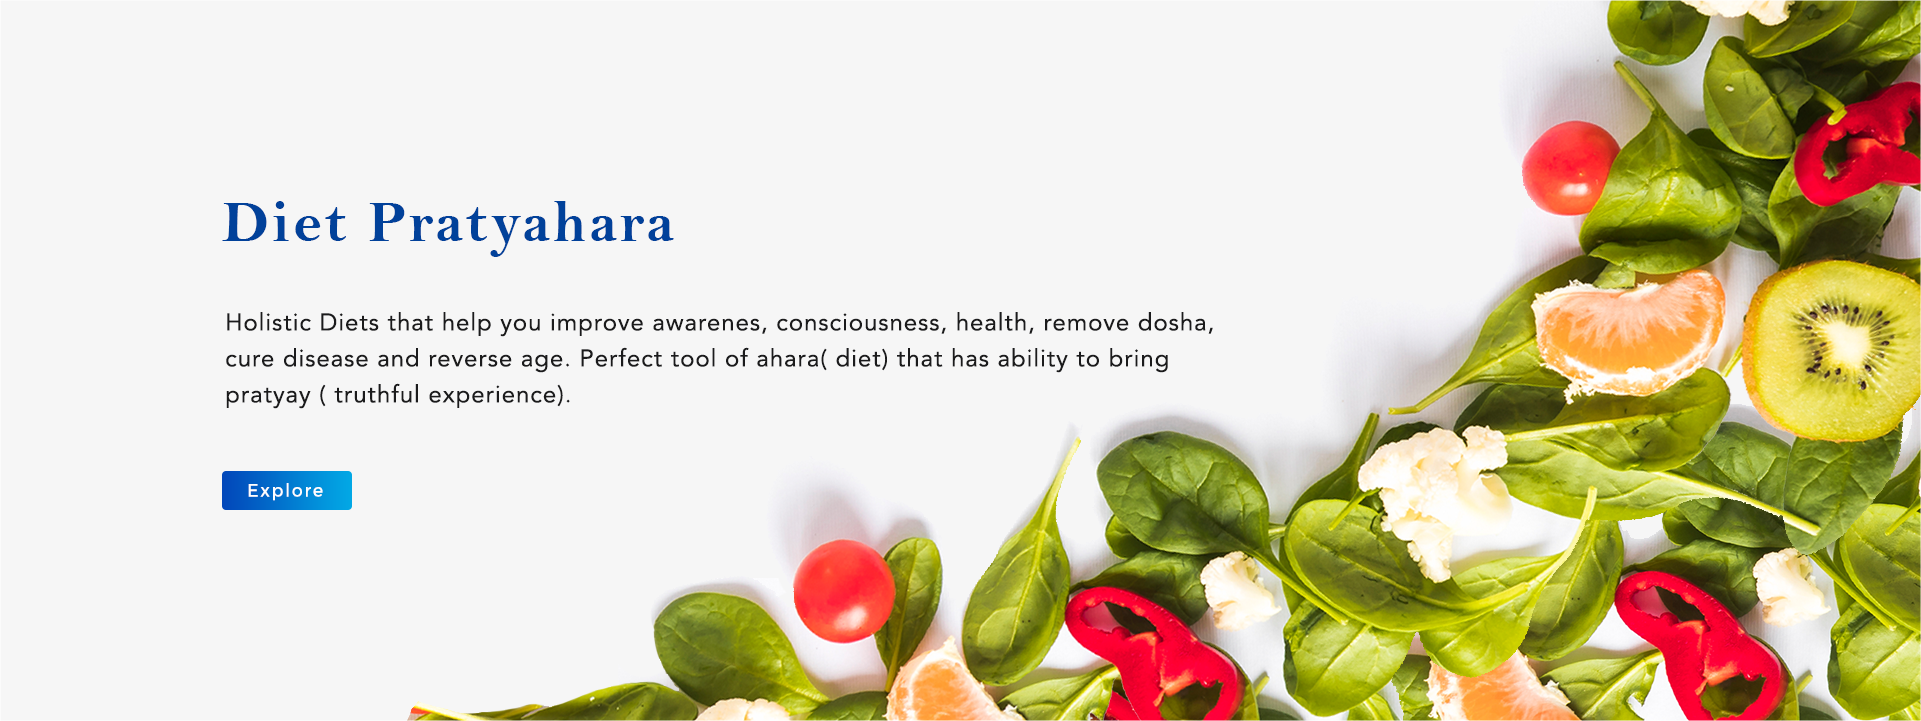 Diet Pratyahara
Holistic Diets that help you improve awarenes, consciousness, health, remove dosha,
cure disease and reverse age. Perfect tool of ahara( diet) that has ability to bring
pratyay ( truthful experience).
Explore